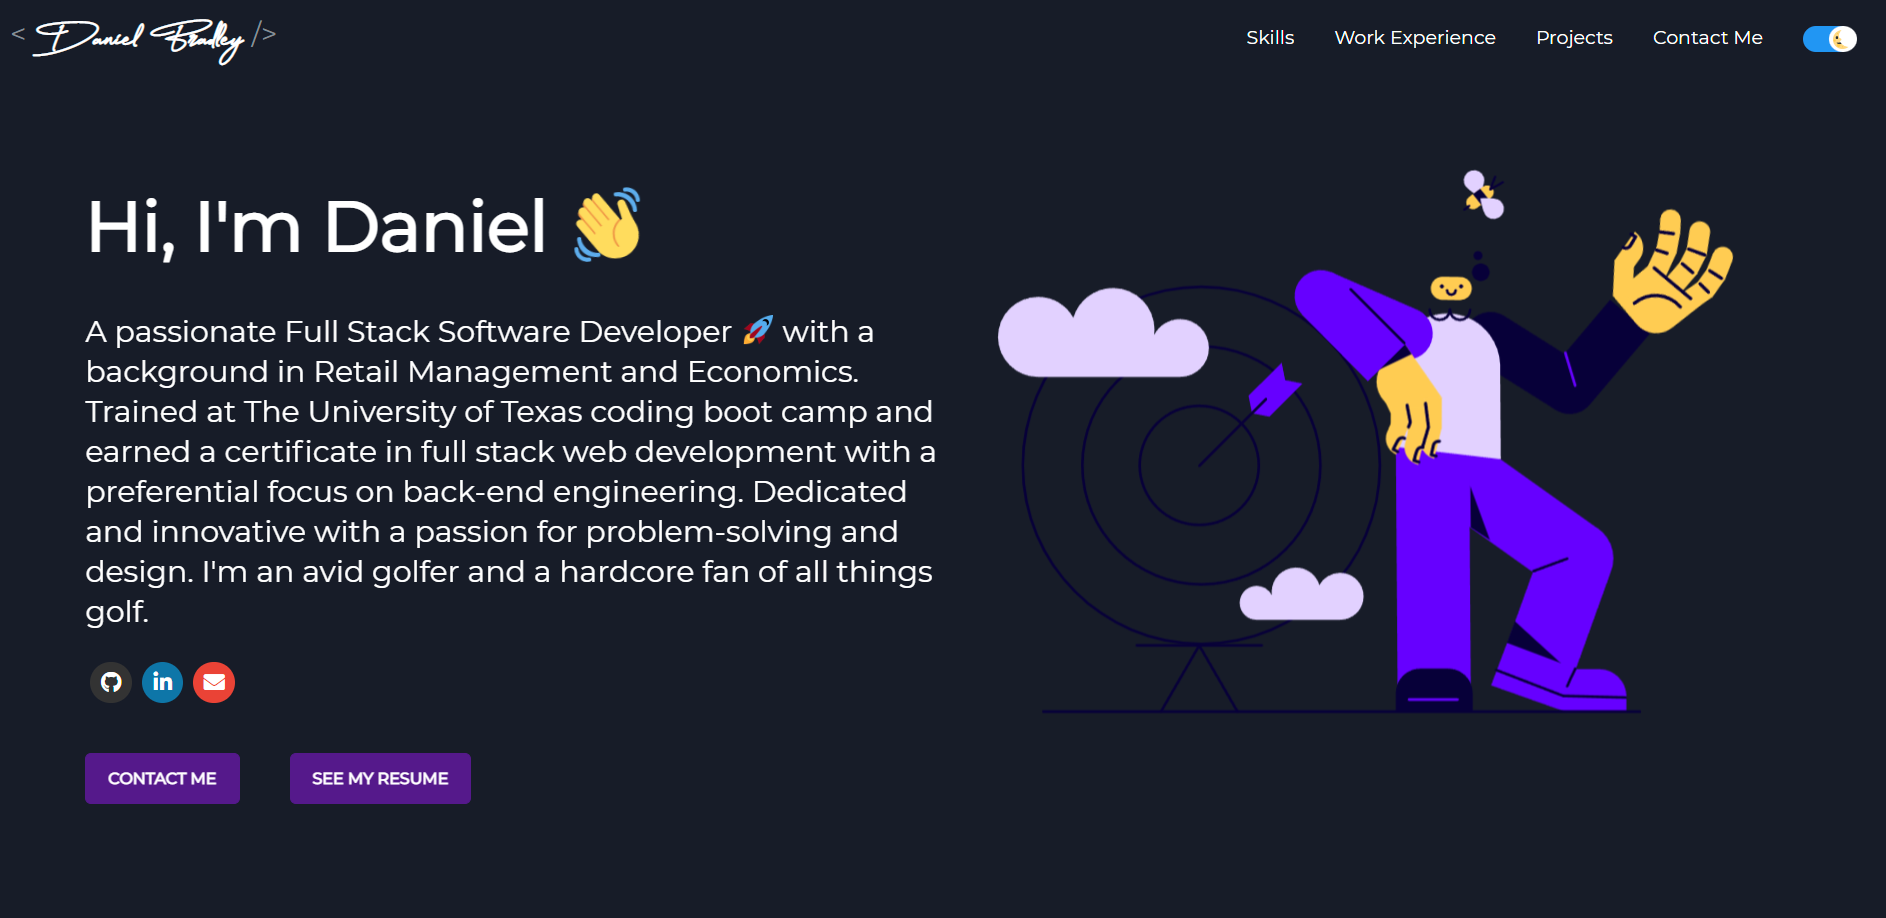 < Daniel Bradley />
Skills
Work Experience
Projects
Contact Me
Hi, I'm Daniel 👋
A passionate Full Stack Software Developer 🚀 with a
background in Retail Management and Economics.
Trained at The University of Texas coding boot camp and
earned a certificate in full stack web development with a
preferential focus on back-end engineering. Dedicated
and innovative with a passion for problem-solving and
design. I'm an avid golfer and a hardcore fan of all things
golf.
in
CONTACT ME
SEE MY RESUME